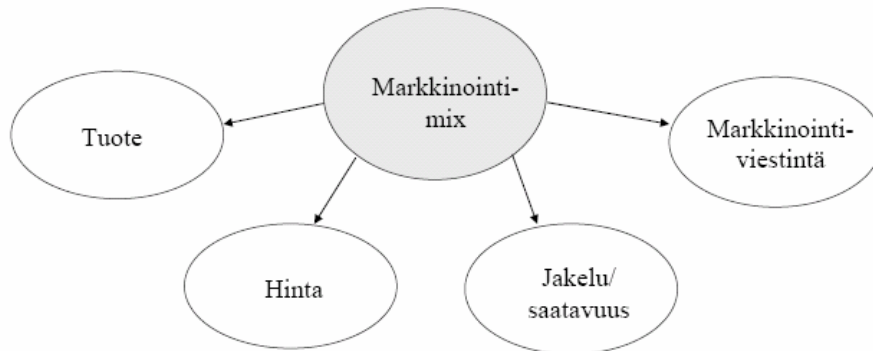 Markkinointi-
mix
Tuote
Markkinointi-
viestintä
Hinta
Jakelu/
saatavuus